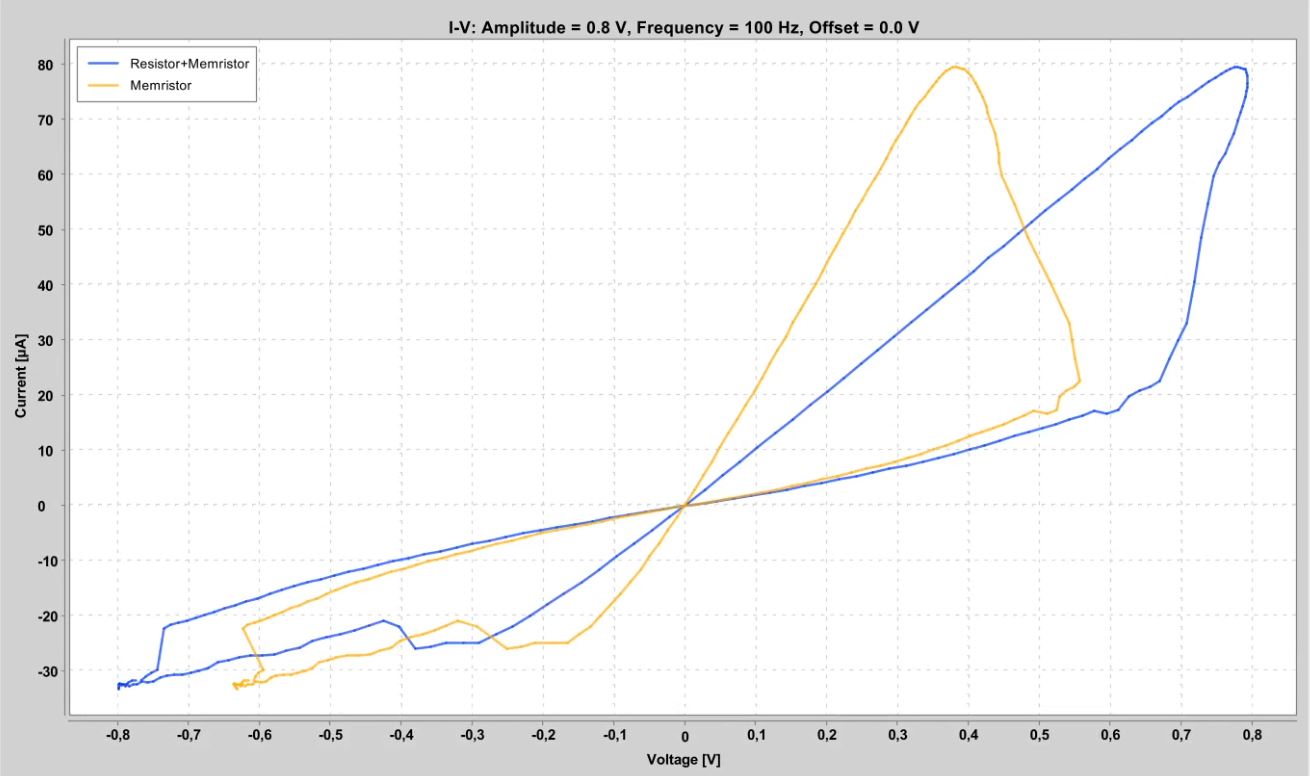 I-V: Amplitude = 0.8 V, Frequency = 100 Hz, Offset = 0.0 V
Resistor+Memristor
Memristor
80
70
60
50
40
30
20
10
0
-10
-20
-30
Current [µA]
-0,8 -0,7 -0,6 -0,5 -0,4 -0,3 -0,2 -0,1 0 0,1 0,2 0,3 0,4 0,5 0,6 0,7 0,8
Voltage [V]